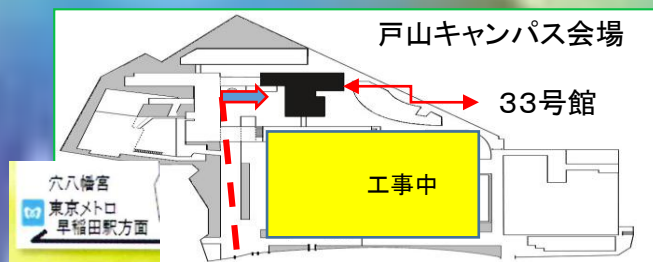 戸山キャンパス会場
33号館
工事中
穴八幡宮
東京メトロ
早稲田駅方面